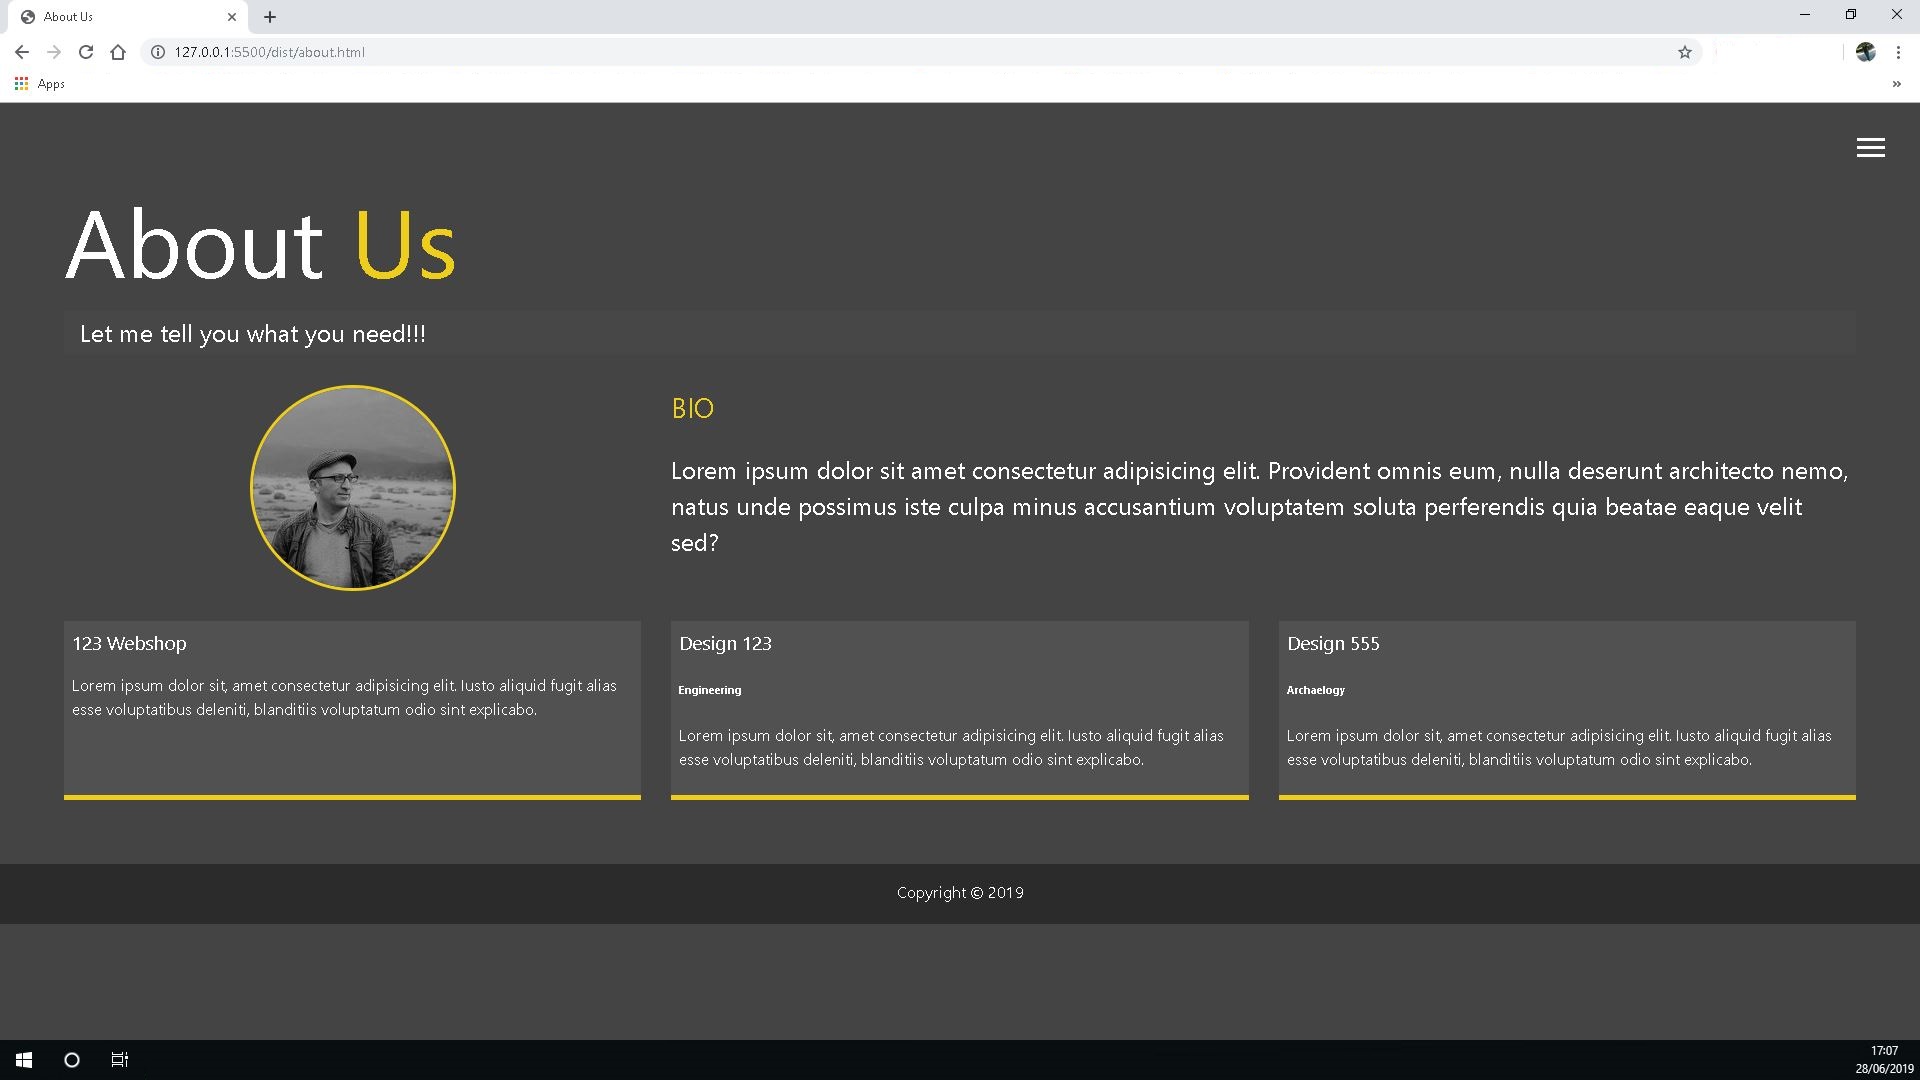 About Us
127.0.0.1:5500/dist/about.html
Apps
»
About Us
Let me tell you what you need!!!
BIO
Lorem ipsum dolor sit amet consectetur adipisicing elit. Provident omnis eum, nulla deserunt architecto nemo,
natus unde possimus iste culpa minus accusantium voluptatem soluta perferendis quia beatae eaque velit
sed?
123 Webshop
Lorem ipsum dolor sit, amet consectetur adipisicing elit. Iusto aliquid fugit alias
esse voluptatibus deleniti, blanditiis voluptatum odio sint explicabo.
Design 123
Engineering
Lorem ipsum dolor sit, amet consectetur adipisicing elit. Iusto aliquid fugit alias
esse voluptatibus deleniti, blanditiis voluptatum odio sint explicabo.
Design 555
Archaelogy
Lorem ipsum dolor sit, amet consectetur adipisicing elit. Iusto aliquid fugit alias
esse voluptatibus deleniti, blanditiis voluptatum odio sint explicabo.
Copyright © 2019
17:07
28/06/2019